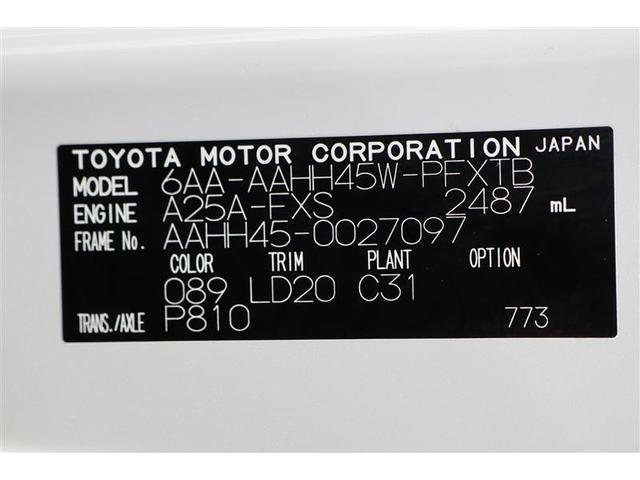 TOYOTA MOTOR CORPORATION JAPAN
MODEL 6AA-AAHH45W-PFXTB
ENGINE A25A-FXS 2487 mL
FRAME No. AAHH45-0027097
COLOR TRIM PLANT OPTION
089 LD20 C31
TRANS./AXLE P810 773